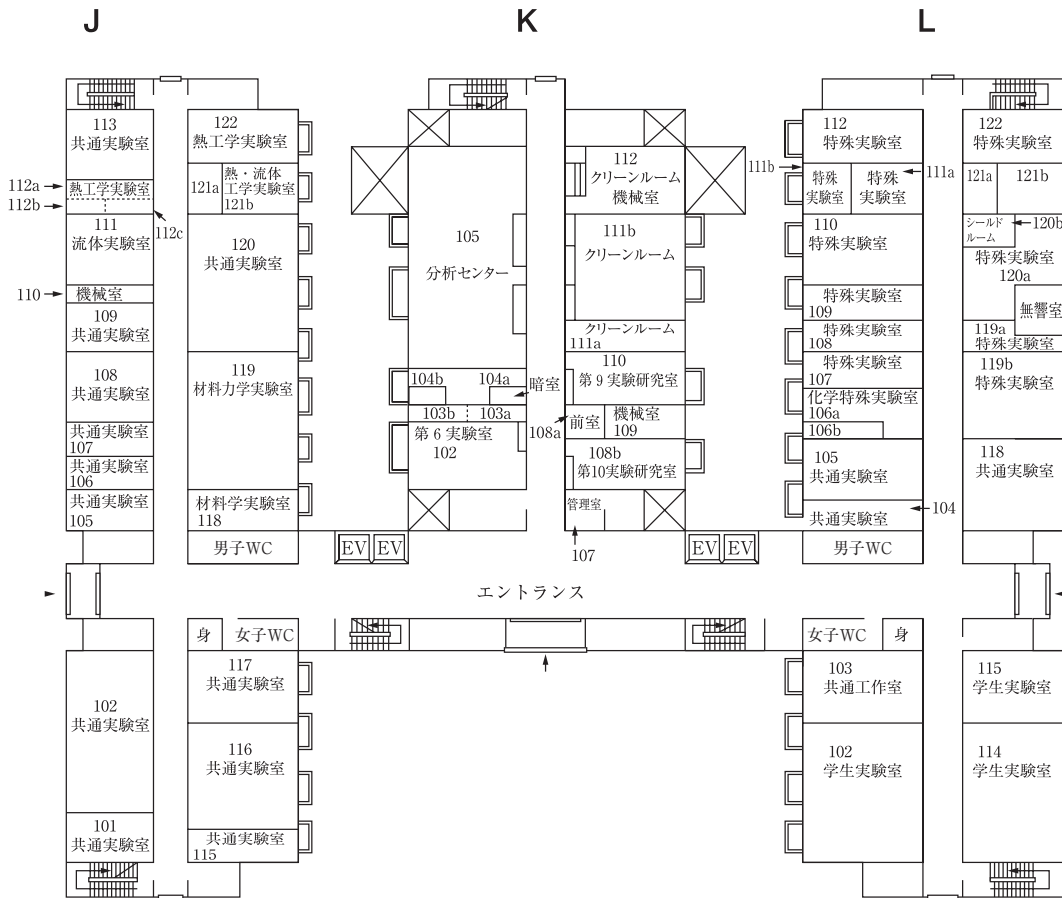 J
K
L
113
共通実験室
112a
熱工学実験室
112b
112c
111
流体実験室
110
機械室
109
共通実験室
108
共通実験室
共通実験室
107
共通実験室
106
共通実験室
105
122
熱工学実験室
121a
熱・流体
工学実験室
121b
120
共通実験室
119
材料力学実験室
材料学実験室
118
男子WC
105
分析センター
104b
104a
暗室
103b
103a
第6実験室
102
112
クリーンルーム
機械室
111b
クリーンルーム
クリーンルーム
111a
110
第9実験研究室
108a
前室
機械室
109
108b
第10実験研究室
管理室
107
EV
EV
EV
EV
112
特殊実験室
111b
特殊
実験室
特殊
実験室
111a
110
特殊実験室
特殊実験室
109
特殊実験室
108
特殊実験室
107
化学特殊実験室
106a
106b
105
共通実験室
104
共通実験室
男子WC
122
特殊実験室
121a
121b
シールド
ルーム
120b
特殊実験室
120a
無響室
119a
特殊実験室
119b
特殊実験室
118
共通実験室
エントランス
身
女子WC
女子WC
身
102
共通実験室
101
共通実験室
117
共通実験室
116
共通実験室
共通実験室
115
103
共通工作室
102
学生実験室
115
学生実験室
114
学生実験室